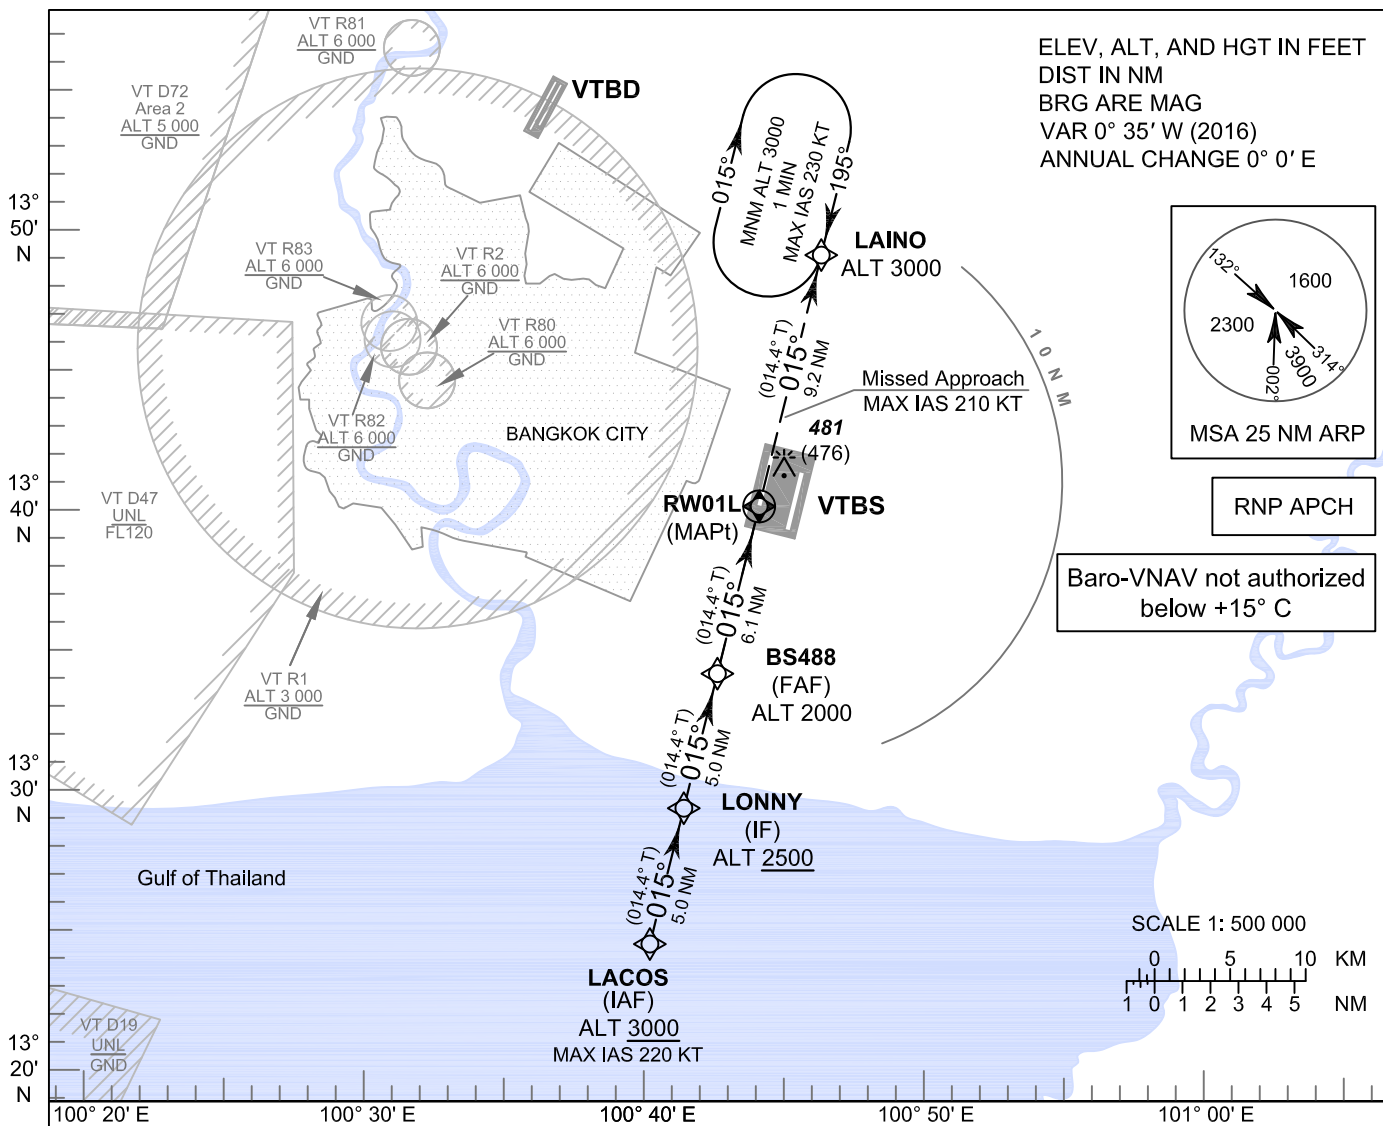 VT R81
ALT 6 000
GND
VT D72
Area 2
ALT 5 000
GND
VTBD
ELEV, ALT, AND HGT IN FEET
DIST IN NM
BRG ARE MAG
VAR 0° 35' W (2016)
ANNUAL CHANGE 0° 0' E
015°
MNM ALT 3000
1 MIN
MAX IAS 230 KT
195°
LAINO
ALT 3000
13°
50'
N
VT R83
ALT 6 000
GND
VT R2
ALT 6 000
GND
VT R80
ALT 6 000
GND
VT R82
ALT 6 000
GND
132°
1600
2300
3900
314°
002°
MSA 25 NM ARP
10 NM
(014.4° T)
015°
9.2 NM
Missed Approach
MAX IAS 210 KT
481
(476)
BANGKOK CITY
13°
40'
N
VT D47
UNL
FL120
RW01L
(MAPt)
VTBS
RNP APCH
Baro-VNAV not authorized
below +15° C
(014.4° T)
015°
6.1 NM
BS488
(FAF)
ALT 2000
VT R1
ALT 3 000
GND
(014.4° T)
015°
5.0 NM
13°
30'
N
LONNY
(IF)
ALT 2500
Gulf of Thailand
(014.4° T)
015°
5.0 NM
LACOS
(IAF)
ALT 3000
MAX IAS 220 KT
SCALE 1: 500 000
0 5 10 KM
1 0 1 2 3 4 5 NM
VT D19
UNL
GND
13°
20'
N
100° 20' E 100° 30' E 100° 40' E 100° 50' E 101° 00' E